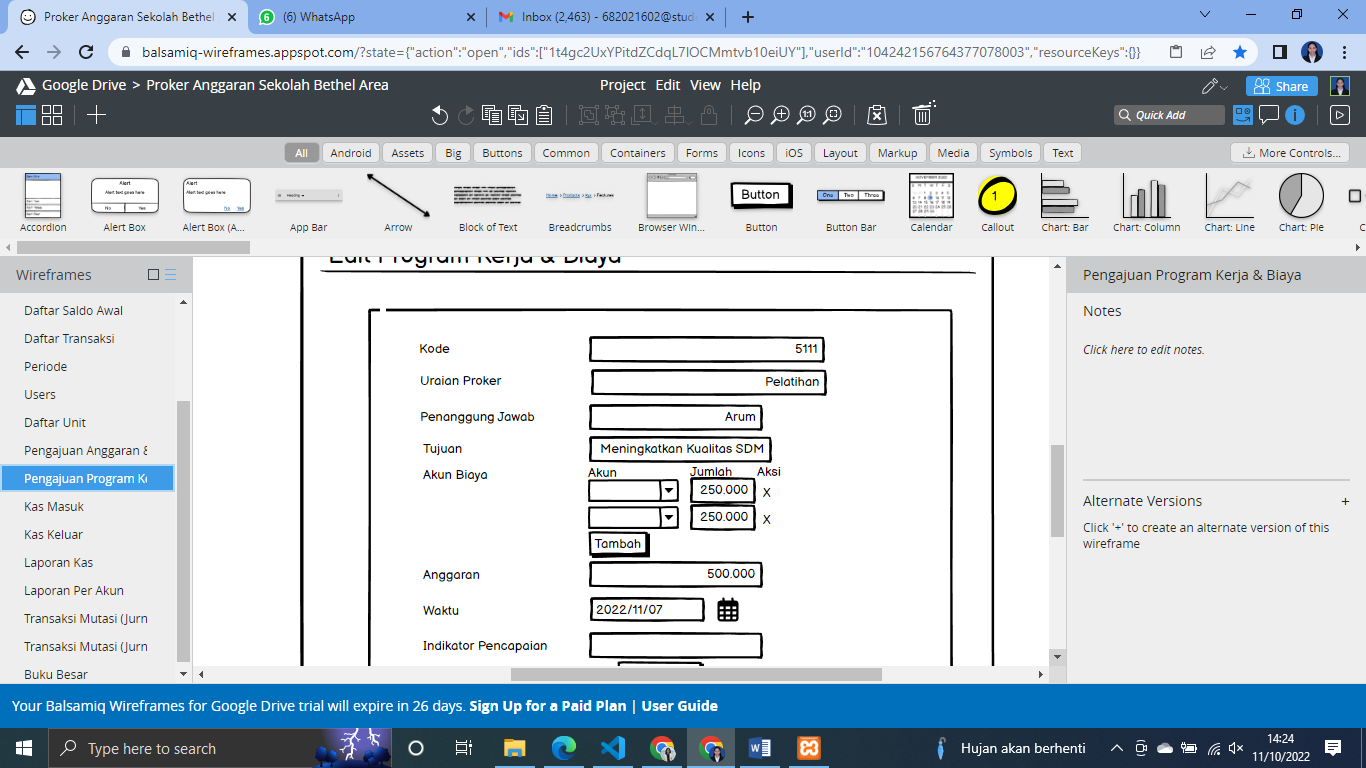 Proker Anggaran Sekolah Bethel
(6) WhatsApp
Inbox (2,463) - 682021602@stud
balsamiq-wireframes.appspot.com/?state={"action":"open","ids":["1t4gc2UxYPitdZCdqL7IOCMmtvb10eiUY"],"userId":"104242156764377078003","resourceKeys":{}}
Google Drive > Proker Anggaran Sekolah Bethel Area
Project Edit View Help
Share
Quick Add
All Android Assets Big Buttons Common Containers Forms Icons iOS Layout Markup Media Symbols Text
More Controls...
Button
1
Accordion Alert Box Alert Box (A... App Bar Arrow Block of Text Breadcrumbs Browser Win... Button Button Bar Calendar Callout Chart: Bar Chart: Column Chart: Line Chart: Pie
Wireframes
Daftar Saldo Awal
Daftar Transaksi
Periode
Users
Daftar Unit
Pengajuan Anggaran &
Pengajuan Program Ke
Kas Masuk
Kas Keluar
Laporan Kas
Laporan Per Akun
Transaksi Mutasi (Jurn
Transaksi Mutasi (Jurn
Buku Besar
Edit Program Kerja & Biaya
Kode 5111
Uraian Proker Pelatihan
Penanggung Jawab Arum
Tujuan Meningkatkan Kualitas SDM
Akun Biaya Akun Jumlah Aksi
250.000 X
250.000 X
Tambah
Anggaran 500.000
Waktu 2022/11/07
Indikator Pencapaian
Pengajuan Program Kerja & Biaya
Notes
Click here to edit notes.
Alternate Versions +
Click '+' to create an alternate version of this
wireframe
Your Balsamiq Wireframes for Google Drive trial will expire in 26 days. Sign Up for a Paid Plan | User Guide
Type here to search
Hujan akan berhenti
14:24
11/10/2022